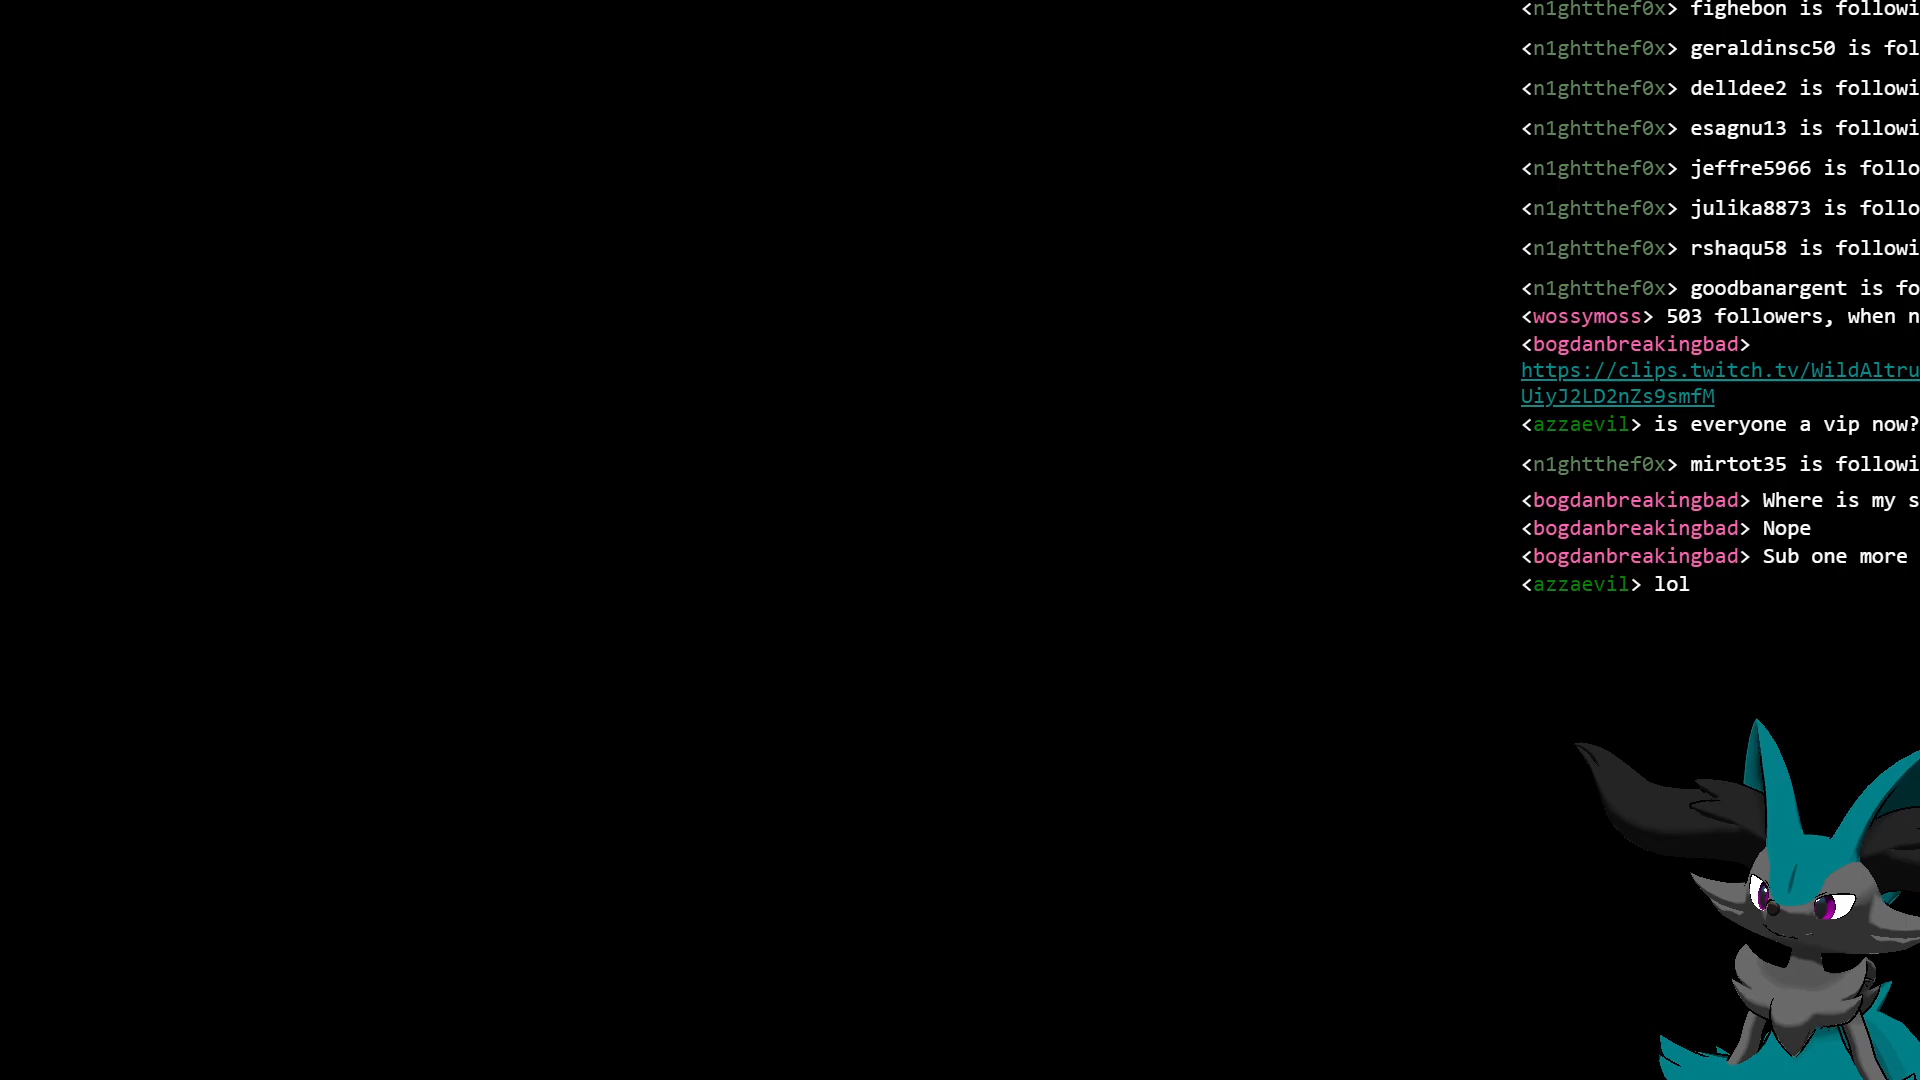 <n1ghtthef0x> fighebon is followi
<n1ghtthef0x> geraldinsc50 is fol
<n1ghtthef0x> delldee2 is followi
<n1ghtthef0x> esagnu13 is followi
<n1ghtthef0x> jeffre5966 is follo
<n1ghtthef0x> julika8873 is follo
<n1ghtthef0x> rshaqu58 is followi
<n1ghtthef0x> goodbanargent is fo
<wossymoss> 503 followers, when n
<bogdanbreakingbad>
https://clips.twitch.tv/WildAltru
UiyJ2LD2nZs9smfM
<azzaevil> is everyone a vip now?
<n1ghtthef0x> mirtot35 is followi
<bogdanbreakingbad> Where is my s
<bogdanbreakingbad> Nope
<bogdanbreakingbad> Sub one more
<azzaevil> lol